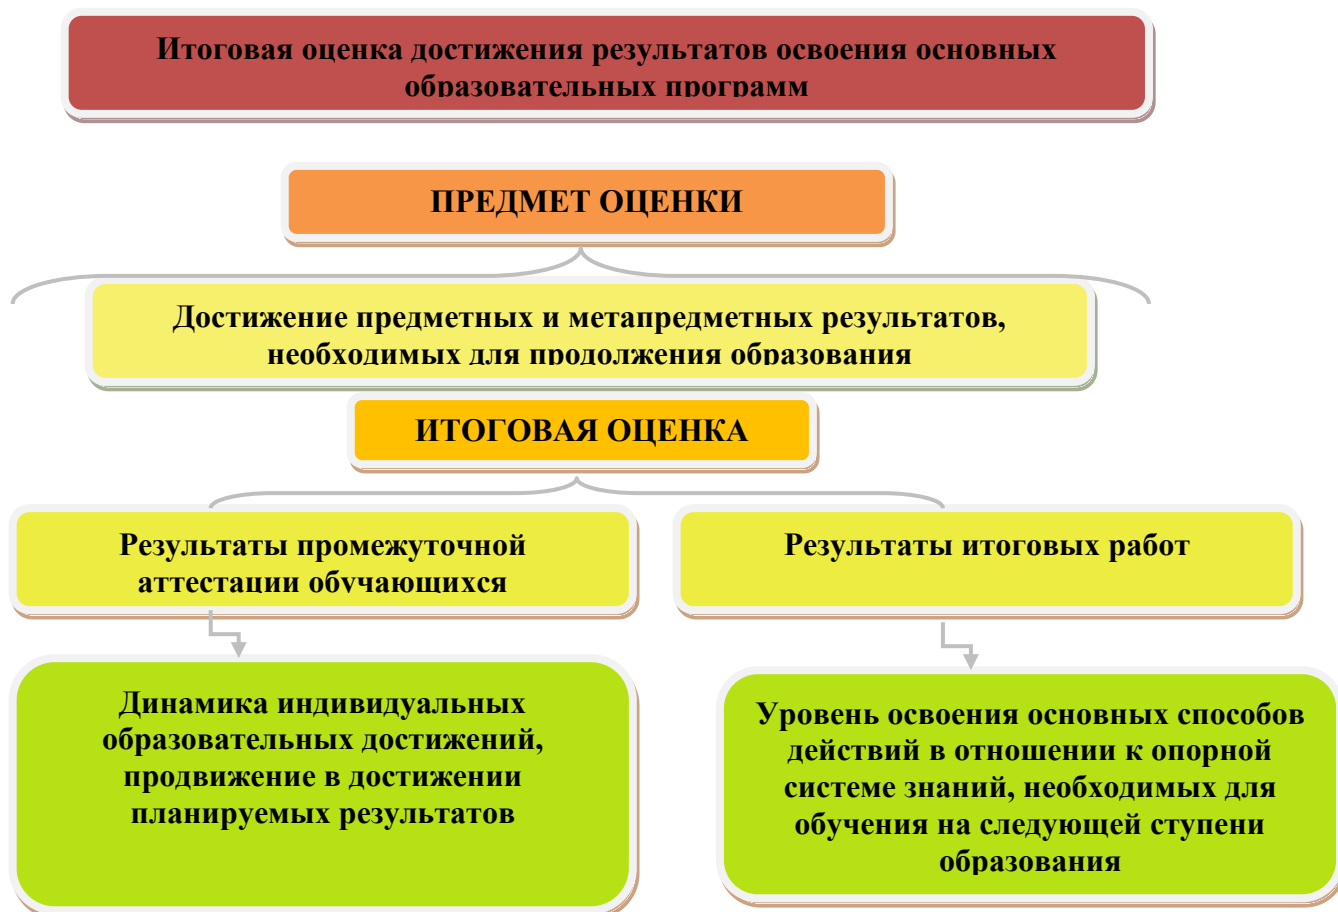 Итоговая оценка достижения результатов освоения основных
образовательных программ
ПРЕДМЕТ ОЦЕНКИ
Достижение предметных и метапредметных результатов,
необходимых для продолжения образования
ИТОГОВАЯ ОЦЕНКА
Результаты промежуточной
аттестации обучающихся
Результаты итоговых работ
Динамика индивидуальных
образовательных достижений,
продвижение в достижении
планируемых результатов
Уровень освоения основных способов
действий в отношении к опорной
системе знаний, необходимых для
обучения на следующей ступени
образования